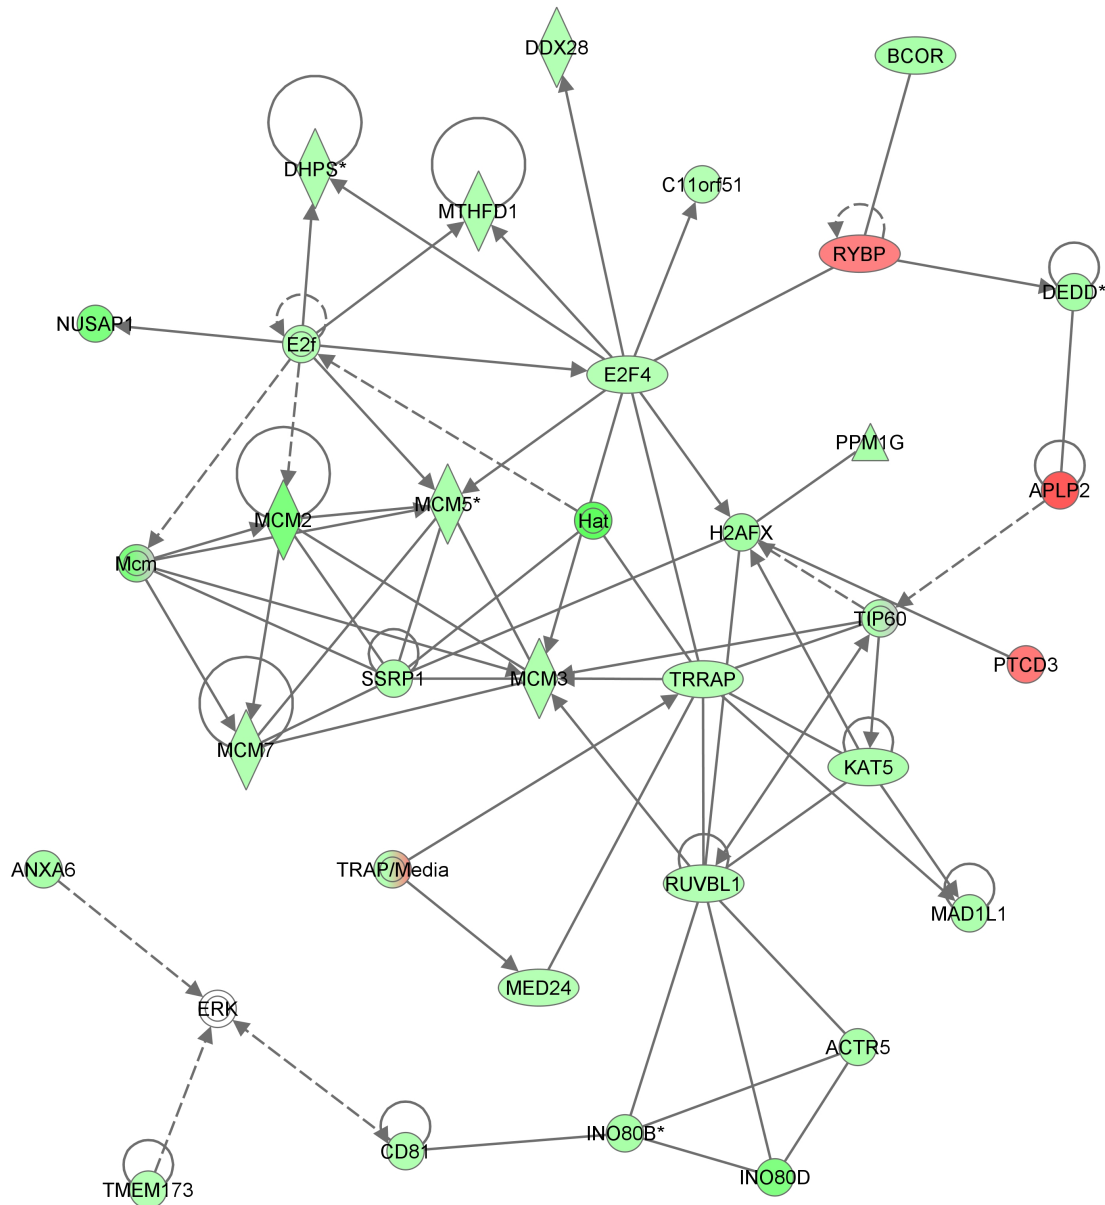 DDX28
BCOR
DHPS*
C11orf51
MTHFD1
RYBP
DEDD*
NUSAP1
E2f
E2F4
PPM1G
APLP2
MCM5*
MCM2
Hat
H2AFX
Mcm
TIP60
PTCD3
SSRP1
MCM3
TRRAP
MCM7
KAT5
ANXA6
TRAP/Media
RUVBL1
MAD1L1
MED24
ERK
ACTR5
INO80B*
CD81
INO80D
TMEM173